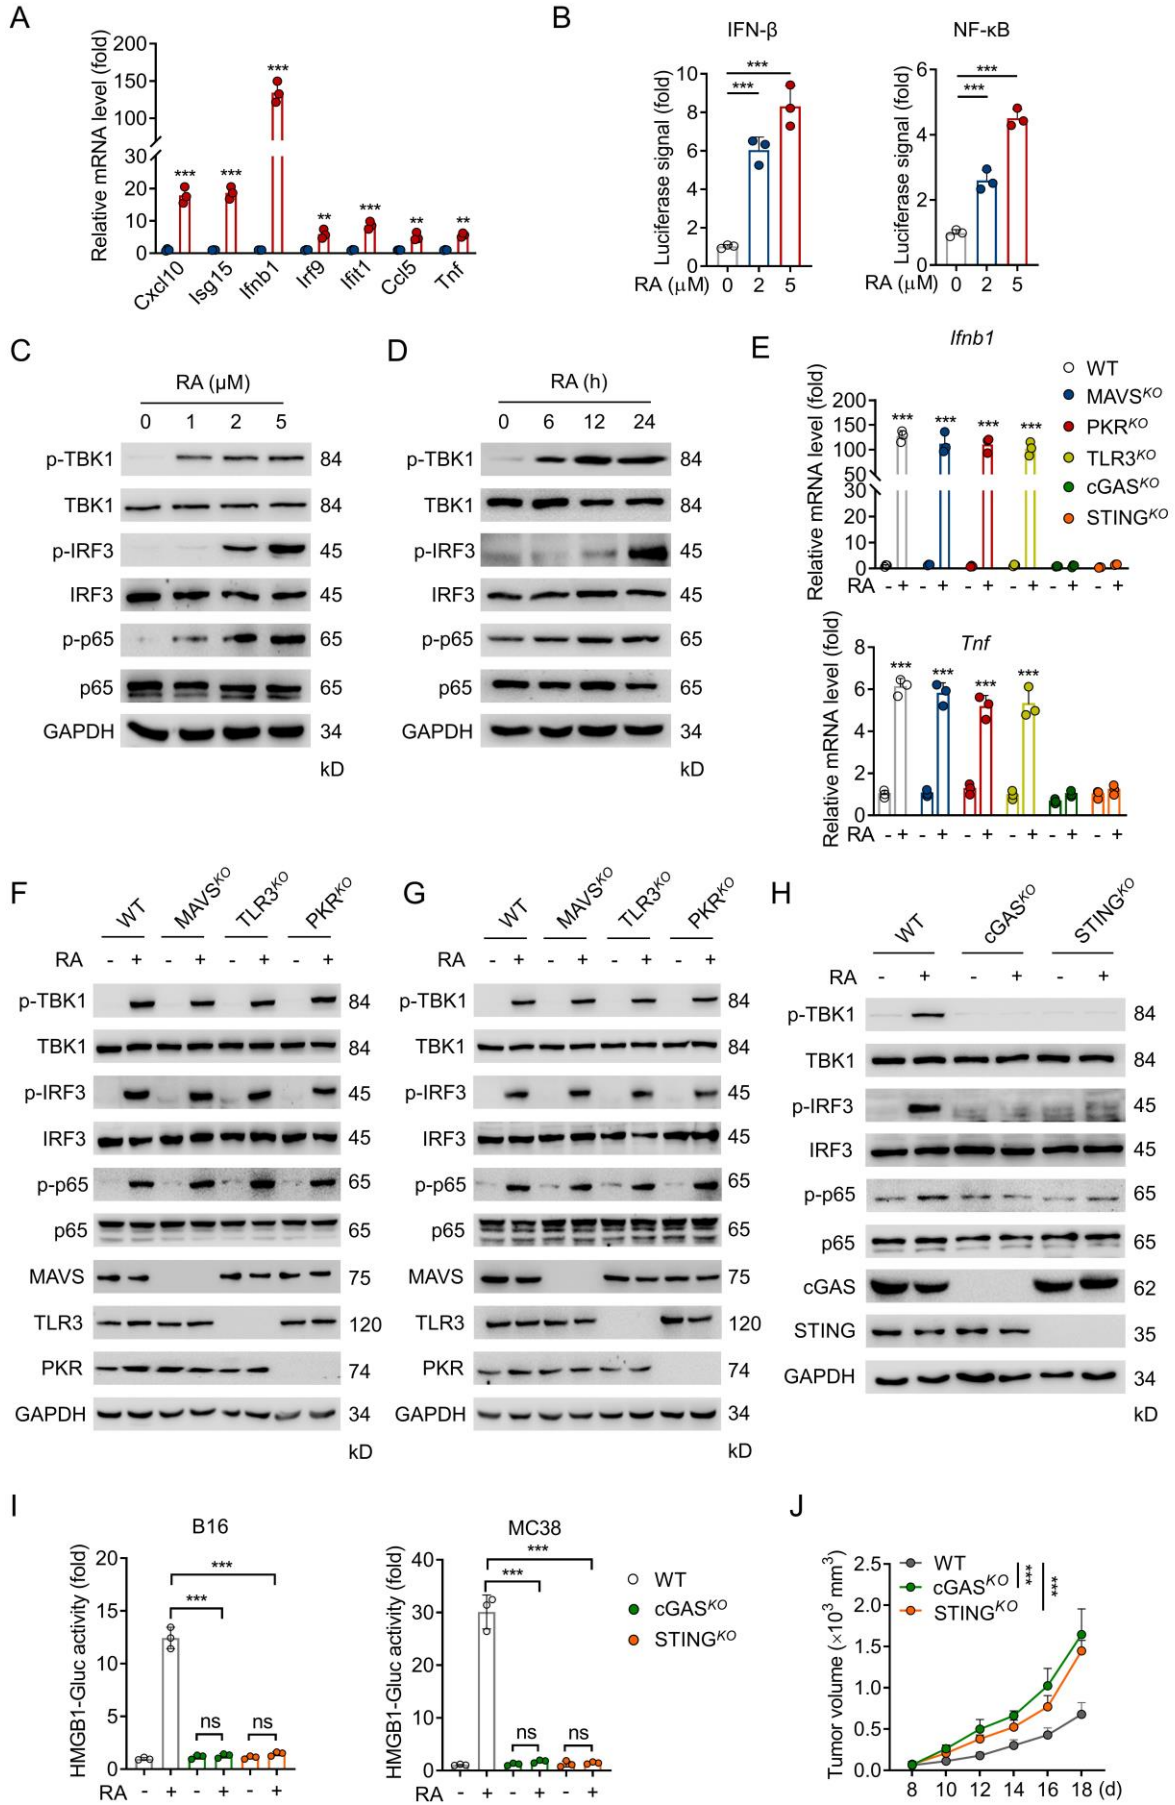 A
Relative mRNA level (fold)
200
150
100
30
20
10
0
***
***
***
**
***
**
**
Cxcl10
Isg15
Ifnb1
Irf9
Ifit1
Ccl5
Tnf
B
IFN-β
Luciferase signal (fold)
10
8
6
4
2
0
***
***
RA (μM)
0
2
5
NF-κB
Luciferase signal (fold)
6
4
2
0
***
***
RA (μM)
0
2
5
C
RA (μM)
0 1 2 5
p-TBK1 84
TBK1 84
p-IRF3 45
IRF3 45
p-p65 65
p65 65
GAPDH 34
kD
D
RA (h)
0 6 12 24
p-TBK1 84
TBK1 84
p-IRF3 45
IRF3 45
p-p65 65
p65 65
GAPDH 34
kD
E
Ifnb1
Relative mRNA level (fold)
200
150
100
50
30
20
10
0
*** *** *** ***
RA - + - + - + - + - + - +
WT
MAVSKO
PKRKO
TLR3KO
cGASKO
STINGKO
Tnf
Relative mRNA level (fold)
8
6
4
2
0
*** *** *** ***
RA - + - + - + - + - + - +
F
WT MAVSKO TLR3KO PKRKO
RA - + - + - + - +
p-TBK1 84
TBK1 84
p-IRF3 45
IRF3 45
p-p65 65
p65 65
MAVS 75
TLR3 120
PKR 74
GAPDH 34
kD
G
WT MAVSKO TLR3KO PKRKO
RA - + - + - + - +
p-TBK1 84
TBK1 84
p-IRF3 45
IRF3 45
p-p65 65
p65 65
MAVS 75
TLR3 120
PKR 74
GAPDH 34
kD
H
WT cGASKO STINGKO
RA - + - + - +
p-TBK1 84
TBK1 84
p-IRF3 45
IRF3 45
p-p65 65
p65 65
cGAS 62
STING 35
GAPDH 34
kD
I
B16
HMGB1-Gluc activity (fold)
20
15
10
5
0
***
***
ns ns
RA - + - + - +
MC38
HMGB1-Gluc activity (fold)
40
30
20
10
0
***
***
ns ns
RA - + - + - +
WT
cGASKO
STINGKO
J
Tumor volume (×10³ mm³)
2.5
2.0
1.5
1.0
0.5
0.0
WT
cGASKO
STINGKO
***
***
8 10 12 14 16 18 (d)